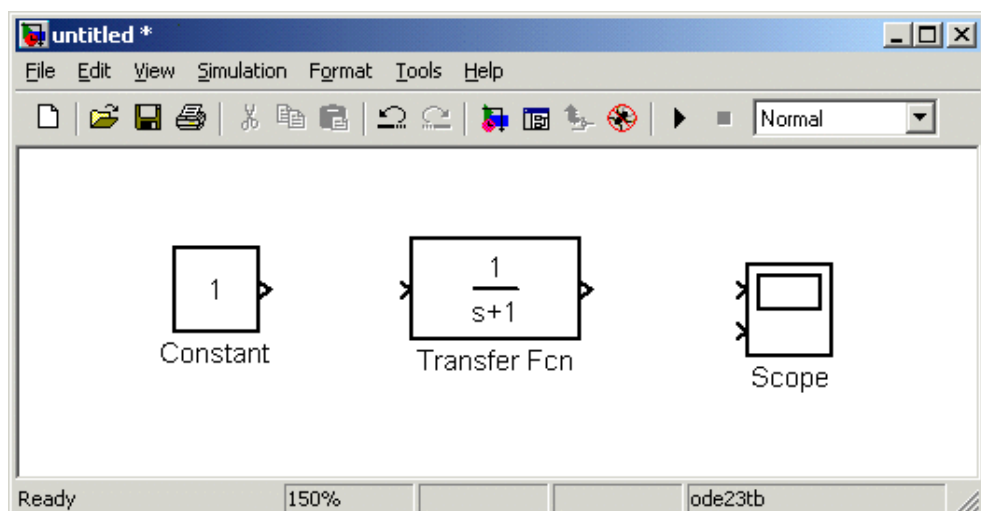 untitled *
File Edit View Simulation Format Tools Help
Normal
1
1
s+1
Constant
Transfer Fcn
Scope
Ready 150% ode23tb